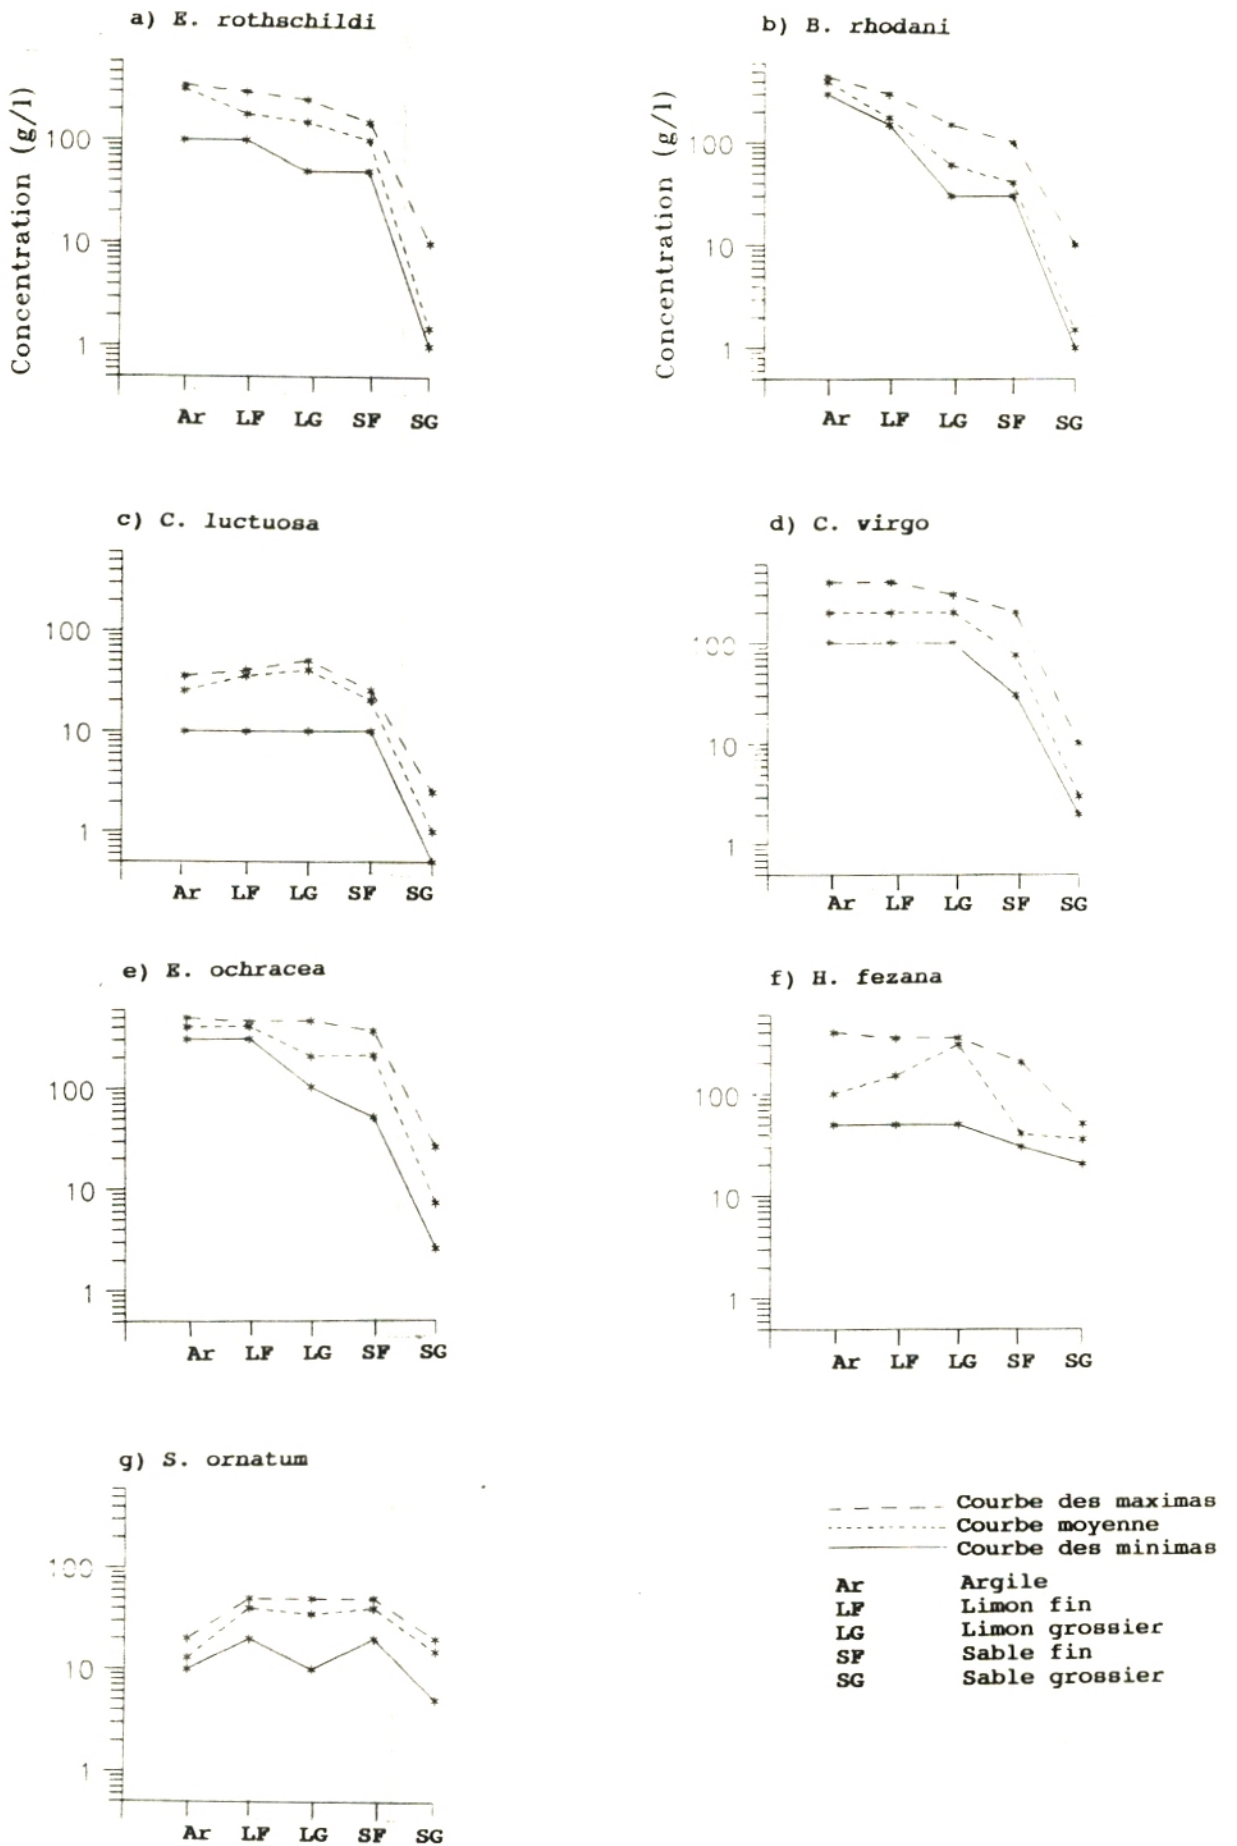 a) E. rothschildi
Concentration (g/l)
100
10
1
Ar LF LG SF SG
b) B. rhodani
Concentration (g/l)
100
10
1
Ar LF LG SF SG
c) C. luctuosa
100
10
1
Ar LF LG SF SG
d) C. virgo
100
10
1
Ar LF LG SF SG
e) E. ochracea
100
10
1
Ar LF LG SF SG
f) H. fezana
100
10
1
Ar LF LG SF SG
g) S. ornatum
100
10
1
Ar LF LG SF SG
Courbe des maximas
Courbe moyenne
Courbe des minimas
Ar Argile
LF Limon fin
LG Limon grossier
SF Sable fin
SG Sable grossier